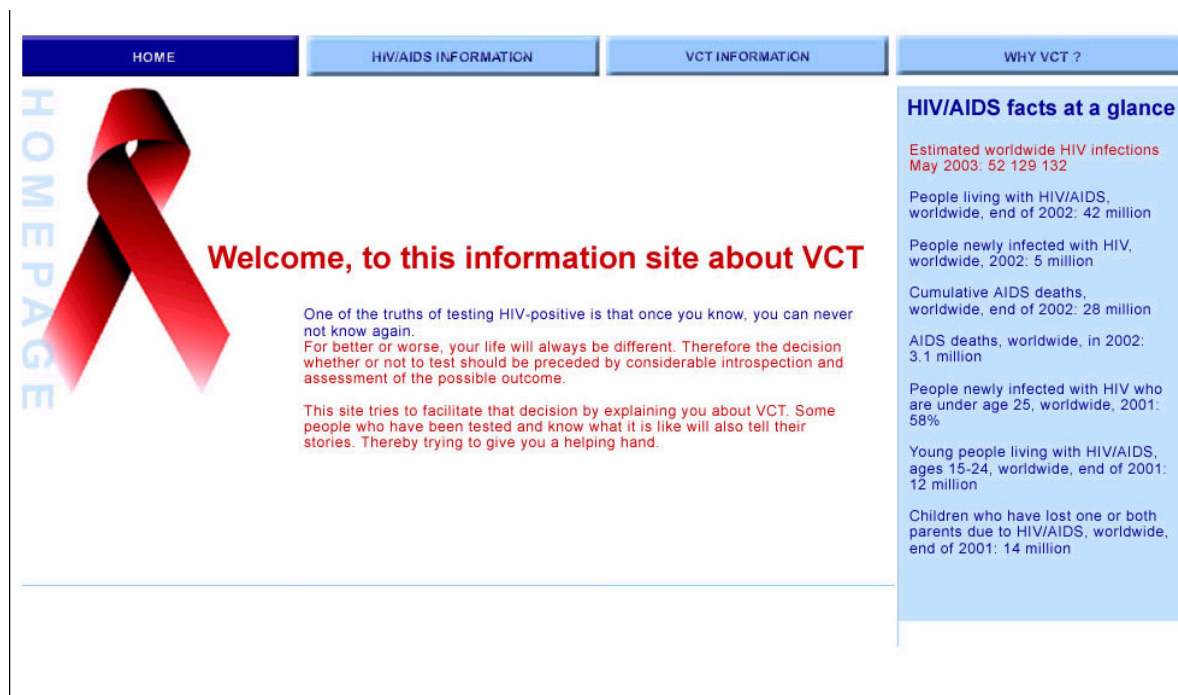 HOME
HIV/AIDS INFORMATION
VCT INFORMATION
WHY VCT ?
HOMEPAGE
Welcome, to this information site about VCT
One of the truths of testing HIV-positive is that once you know, you can never
not know again.
For better or worse, your life will always be different. Therefore the decision
whether or not to test should be preceded by considerable introspection and
assessment of the possible outcome.
This site tries to facilitate that decision by explaining you about VCT. Some
people who have been tested and know what it is like will also tell their
stories. Thereby trying to give you a helping hand.
HIV/AIDS facts at a glance
Estimated worldwide HIV infections
May 2003: 52 129 132
People living with HIV/AIDS,
worldwide, end of 2002: 42 million
People newly infected with HIV,
worldwide, 2002: 5 million
Cumulative AIDS deaths,
worldwide, end of 2002: 28 million
AIDS deaths, worldwide, in 2002:
3.1 million
People newly infected with HIV who
are under age 25, worldwide, 2001:
58%
Young people living with HIV/AIDS,
ages 15-24, worldwide, end of 2001:
12 million
Children who have lost one or both
parents due to HIV/AIDS, worldwide,
end of 2001: 14 million